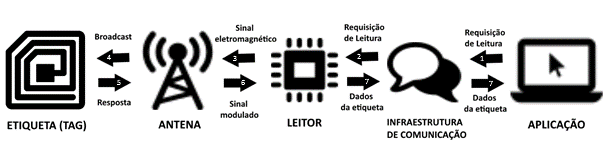 Broadcast
4
5
Resposta
Sinal
eletromagnético
3
6
Sinal
modulado
Requisição
de Leitura
2
7
Dados
da etiqueta
Requisição
de Leitura
1
7
Dados
da etiqueta
ETIQUETA (TAG)
ANTENA
LEITOR
INFRAESTRUTURA
DE COMUNICAÇÃO
APLICAÇÃO